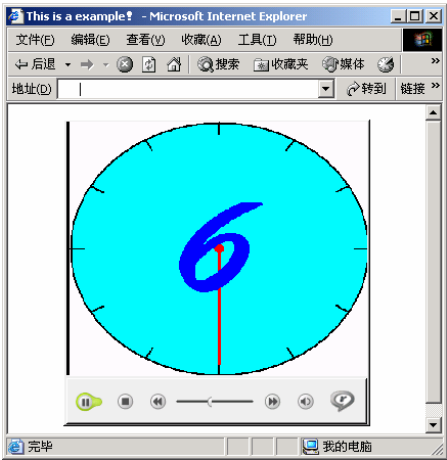 This is a example! - Microsoft Internet Explorer
文件(F) 编辑(E) 查看(V) 收藏(A) 工具(T) 帮助(H)
后退 搜索 收藏夹 媒体 »
地址(D) 转到 链接 »
6
完毕 我的电脑